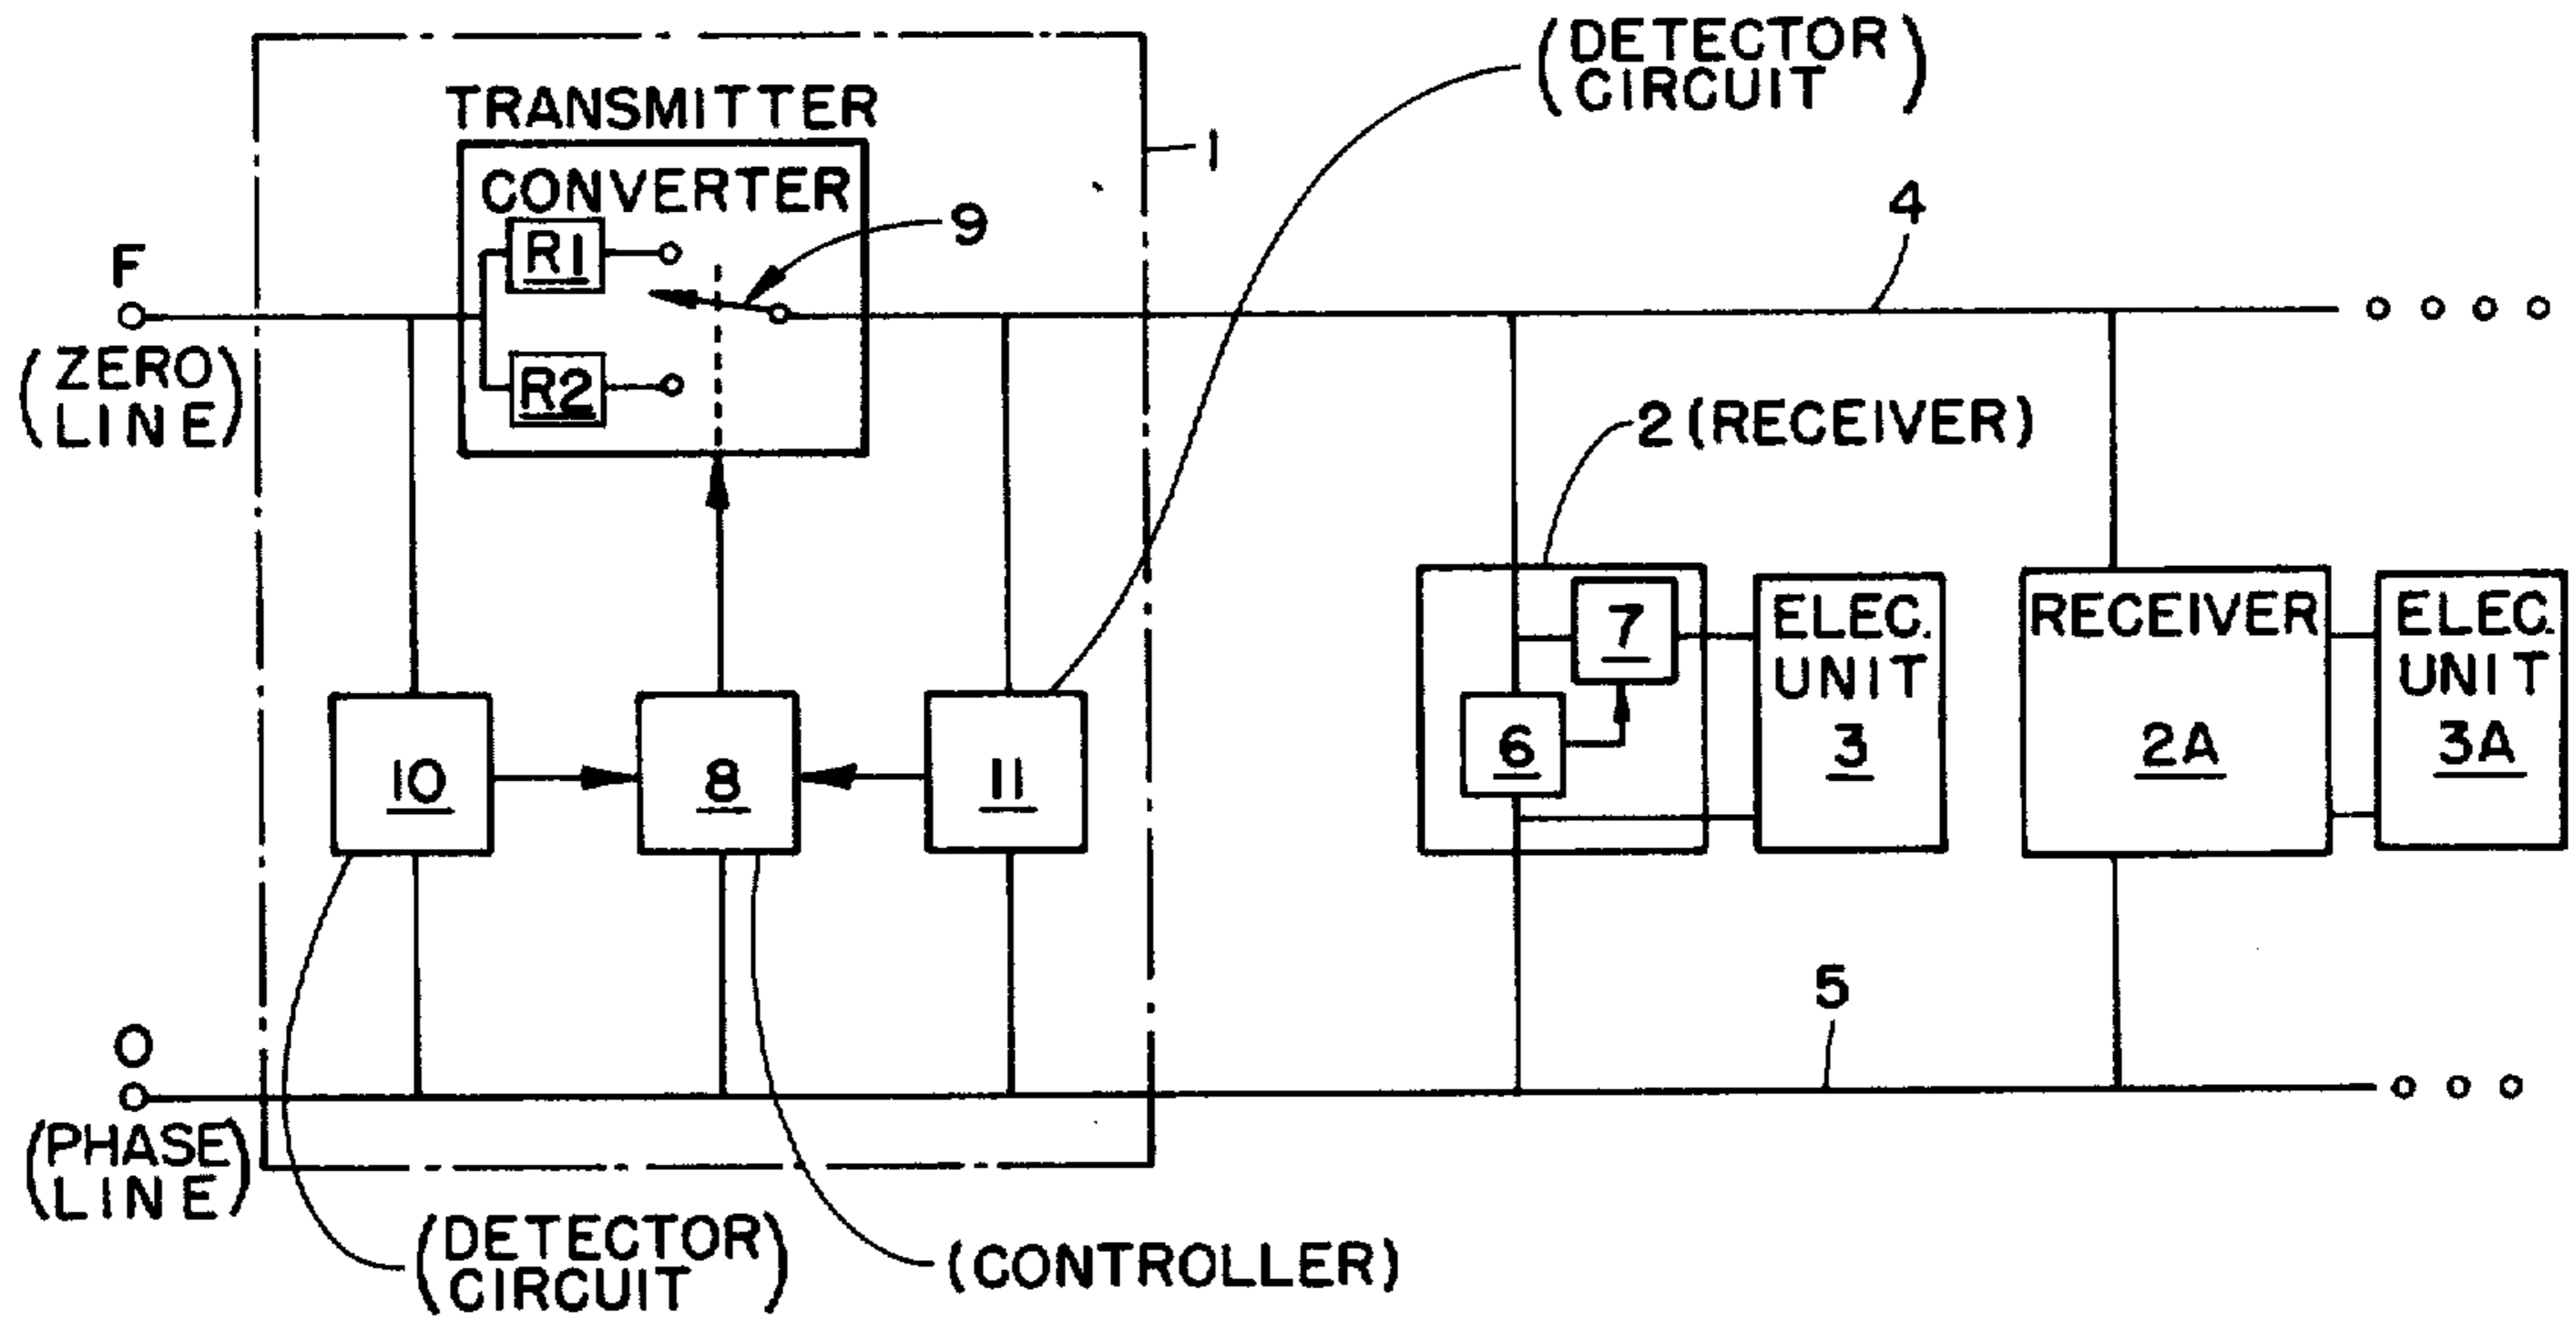 (DETECTOR
CIRCUIT)
TRANSMITTER
1
CONVERTER
4
R1
9
F
(ZERO
LINE)
R2
2 (RECEIVER)
7
ELEC.
UNIT
3
RECEIVER
2A
ELEC.
UNIT
3A
6
10
8
11
5
O
(PHASE
LINE)
(DETECTOR
CIRCUIT)
(CONTROLLER)